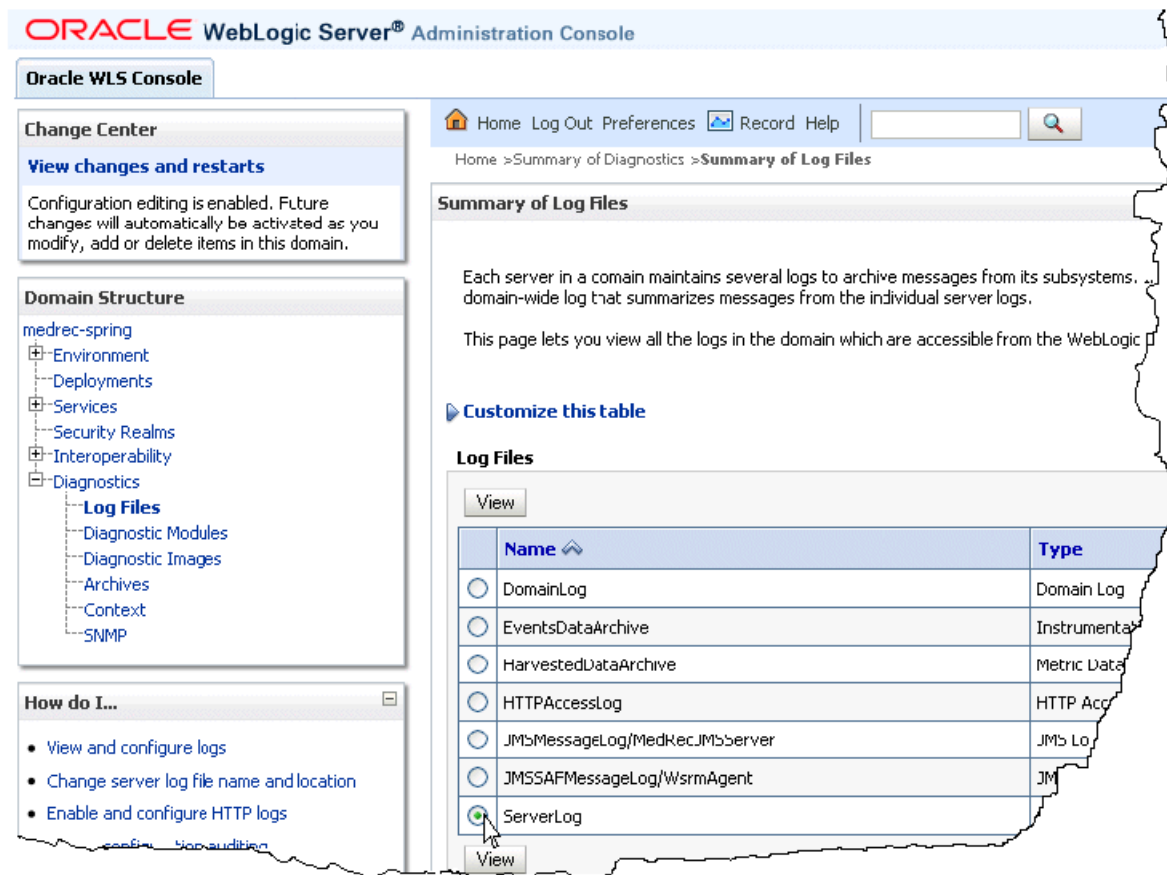 ORACLE WebLogic Server® Administration Console
Oracle WLS Console
Change Center
View changes and restarts
Configuration editing is enabled. Future
changes will automatically be activated as you
modify, add or delete items in this domain.
Domain Structure
medrec-spring
Environment
Deployments
Services
Security Realms
Interoperability
Diagnostics
Log Files
Diagnostic Modules
Diagnostic Images
Archives
Context
SNMP
How do I...
View and configure logs
Change server log file name and location
Enable and configure HTTP logs
auditing
Home Log Out Preferences Record Help
Home >Summary of Diagnostics >Summary of Log Files
Summary of Log Files
Each server in a comain maintains several logs to archive messages from its subsystems. ..
domain-wide log that summarizes messages from the individual server logs.
This page lets you view all the logs in the domain which are accessible from the WebLogic
Customize this table
Log Files
View
Name Type
DomainLog Domain Log
EventsDataArchive Instrumenta
HarvestedDataArchive Metric Data
HTTPAccessLog HTTP Acc
JMSMessageLog/MedRecJMSServer JMS Lo
JMSSAFMessageLog/WsrmAgent JM
ServerLog
View